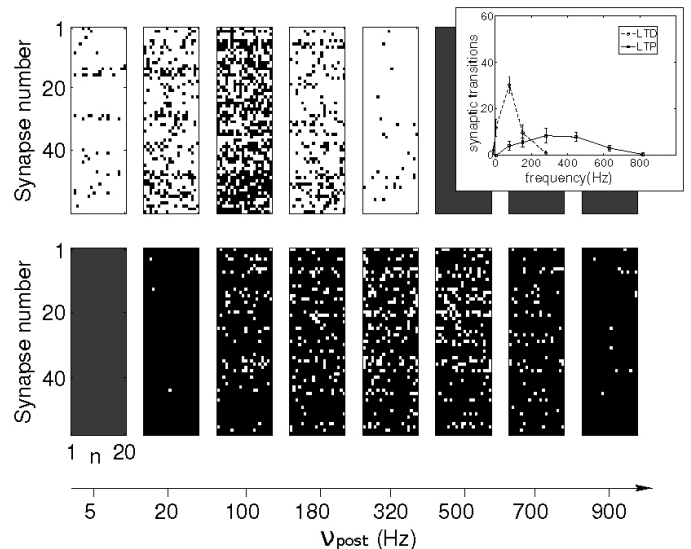 1
20
40
Synapse number
60
40
20
0
0
200
400
600
800
1000
synaptic transitions
frequency(Hz)
LTD
LTP
1
20
40
Synapse number
1 n 20
5 20 100 180 320 500 700 900
νpost (Hz)